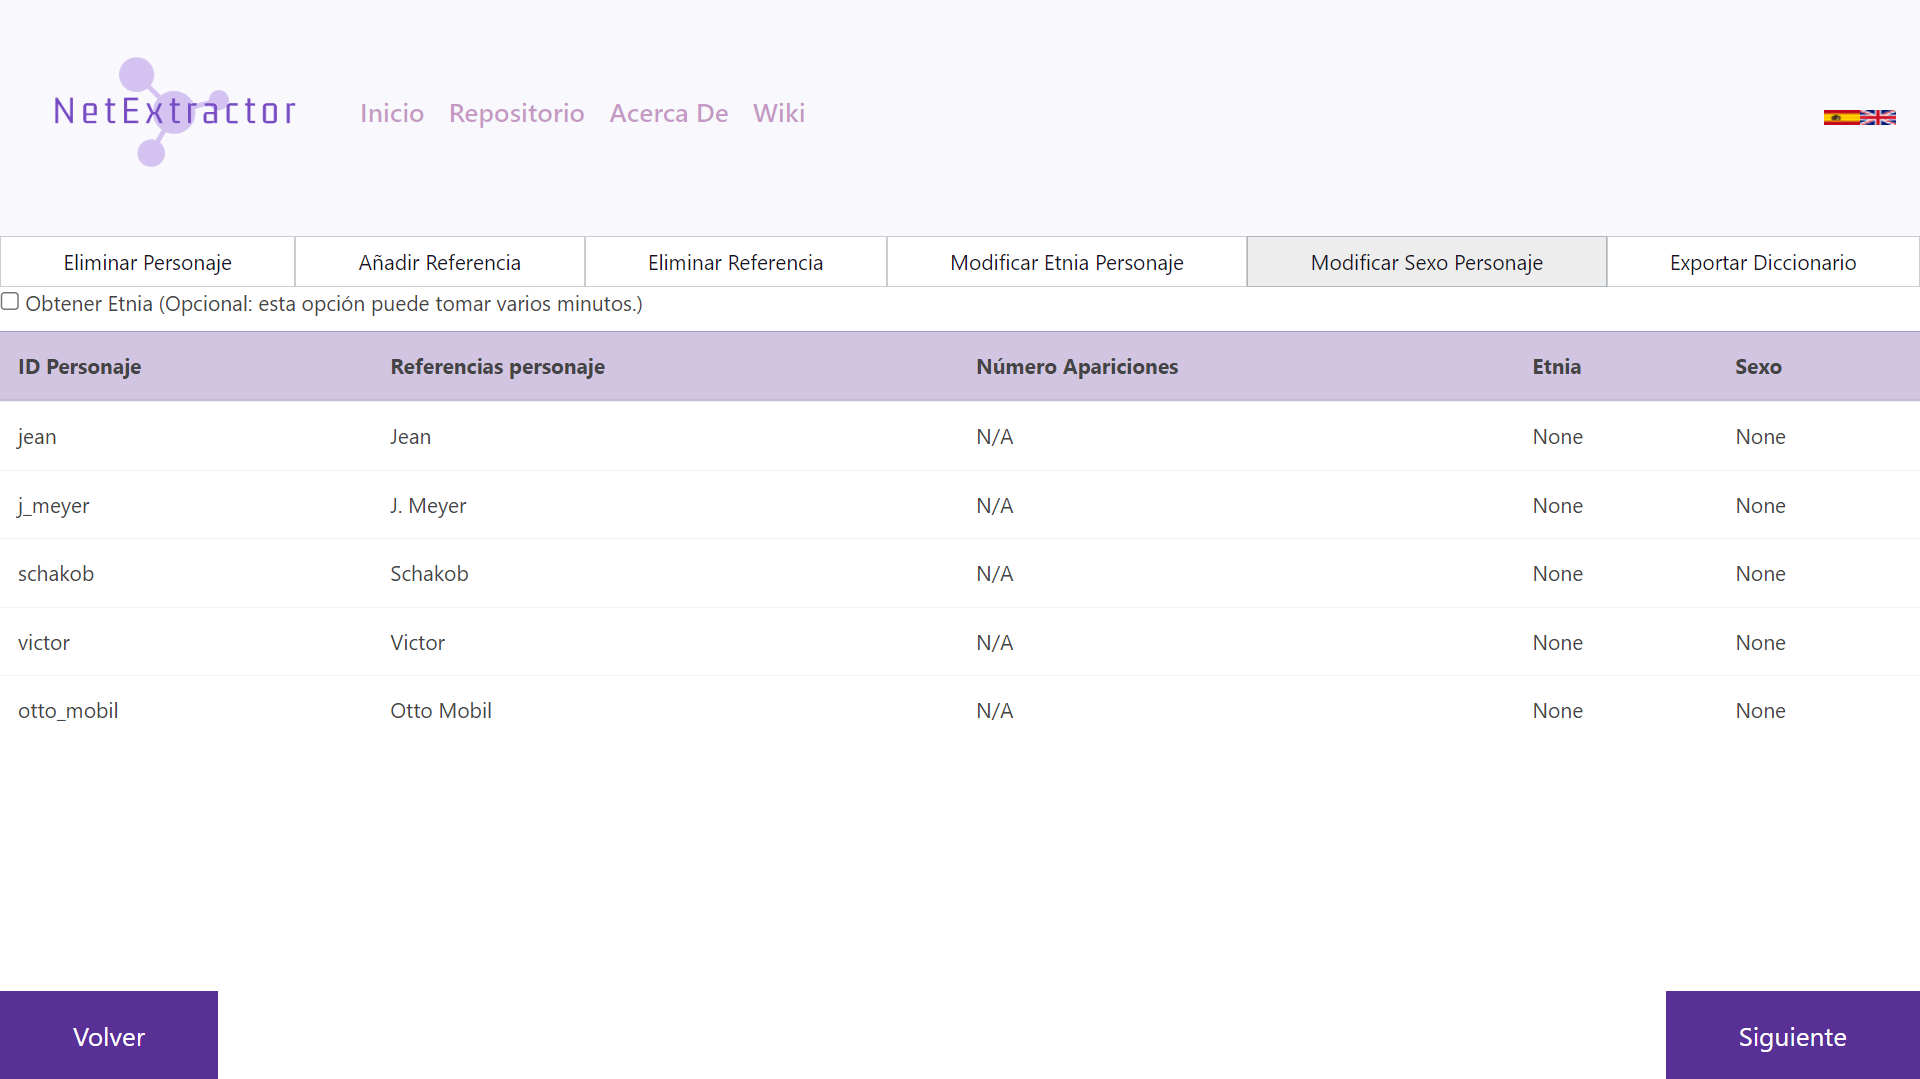 NetExtractor
Inicio Repositorio Acerca De Wiki
Eliminar Personaje Añadir Referencia Eliminar Referencia Modificar Etnia Personaje Modificar Sexo Personaje Exportar Diccionario
Obtener Etnia (Opcional: esta opción puede tomar varios minutos.)
ID Personaje Referencias personaje Número Apariciones Etnia Sexo
jean Jean N/A None None
j_meyer J. Meyer N/A None None
schakob Schakob N/A None None
victor Victor N/A None None
otto_mobil Otto Mobil N/A None None
Volver Siguiente